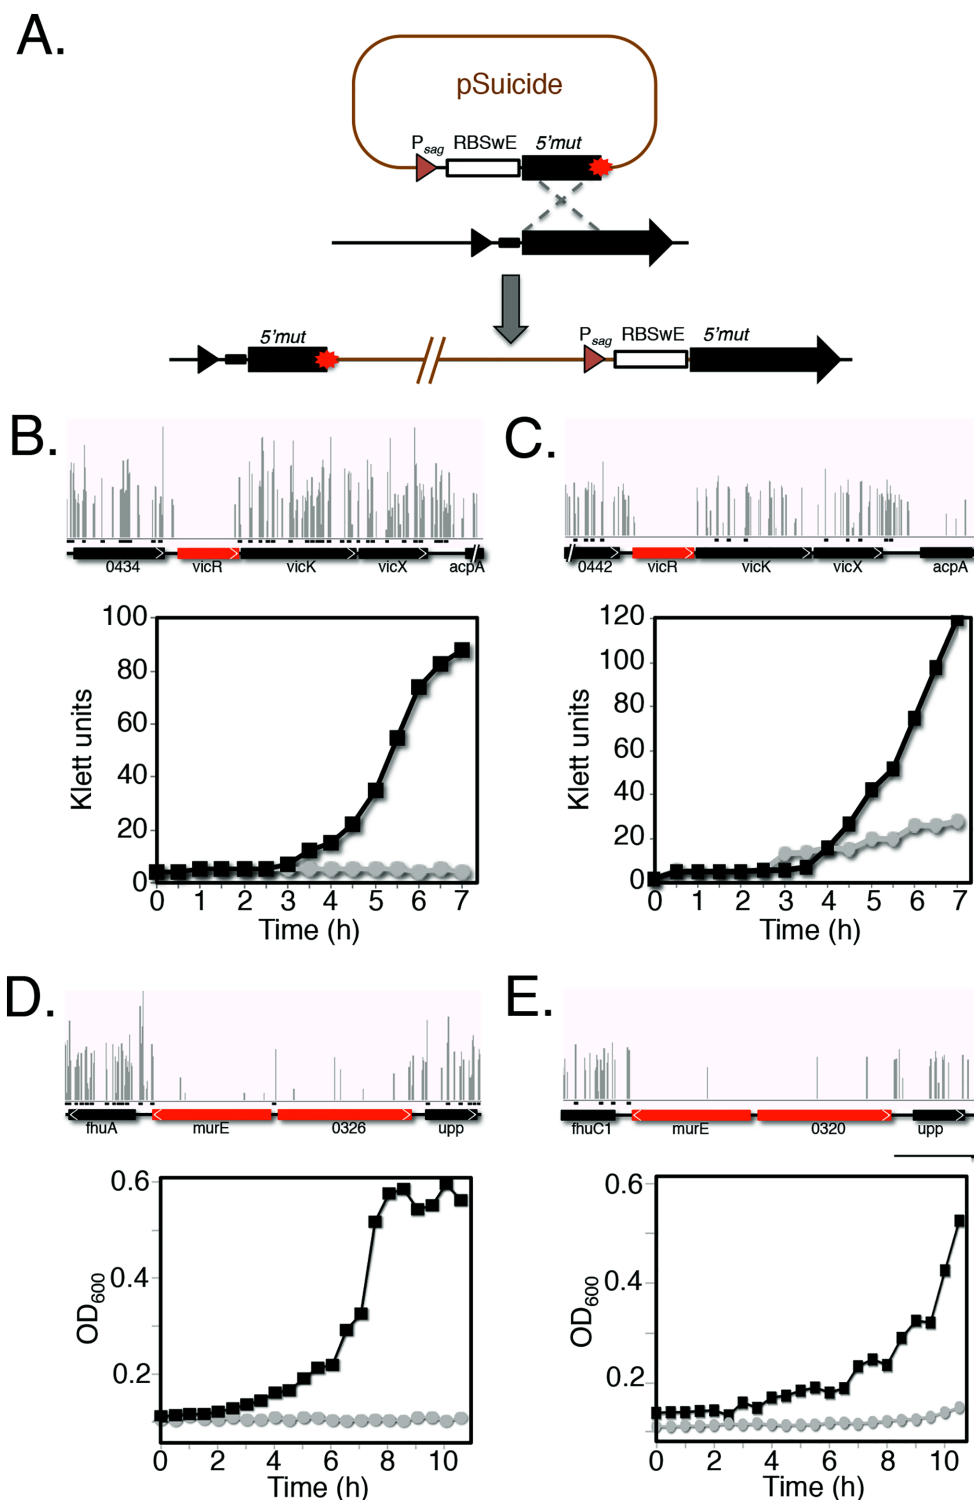 A.
pSuicide
Psag RBSwE 5'mut
5'mut Psag RBSwE 5'mut
B.
0434 vicR vicK vicX acpA
100
80
60
40
20
0
Klett units
0 1 2 3 4 5 6 7
Time (h)
C.
0442 vicR vicK vicX acpA
120
100
80
60
40
20
0
Klett units
0 1 2 3 4 5 6 7
Time (h)
D.
fhuA murE 0326 upp
0.6
0.4
0.2
OD600
0 2 4 6 8 10
Time (h)
E.
fhuC1 murE 0320 upp
0.6
0.4
0.2
OD600
0 2 4 6 8 10
Time (h)